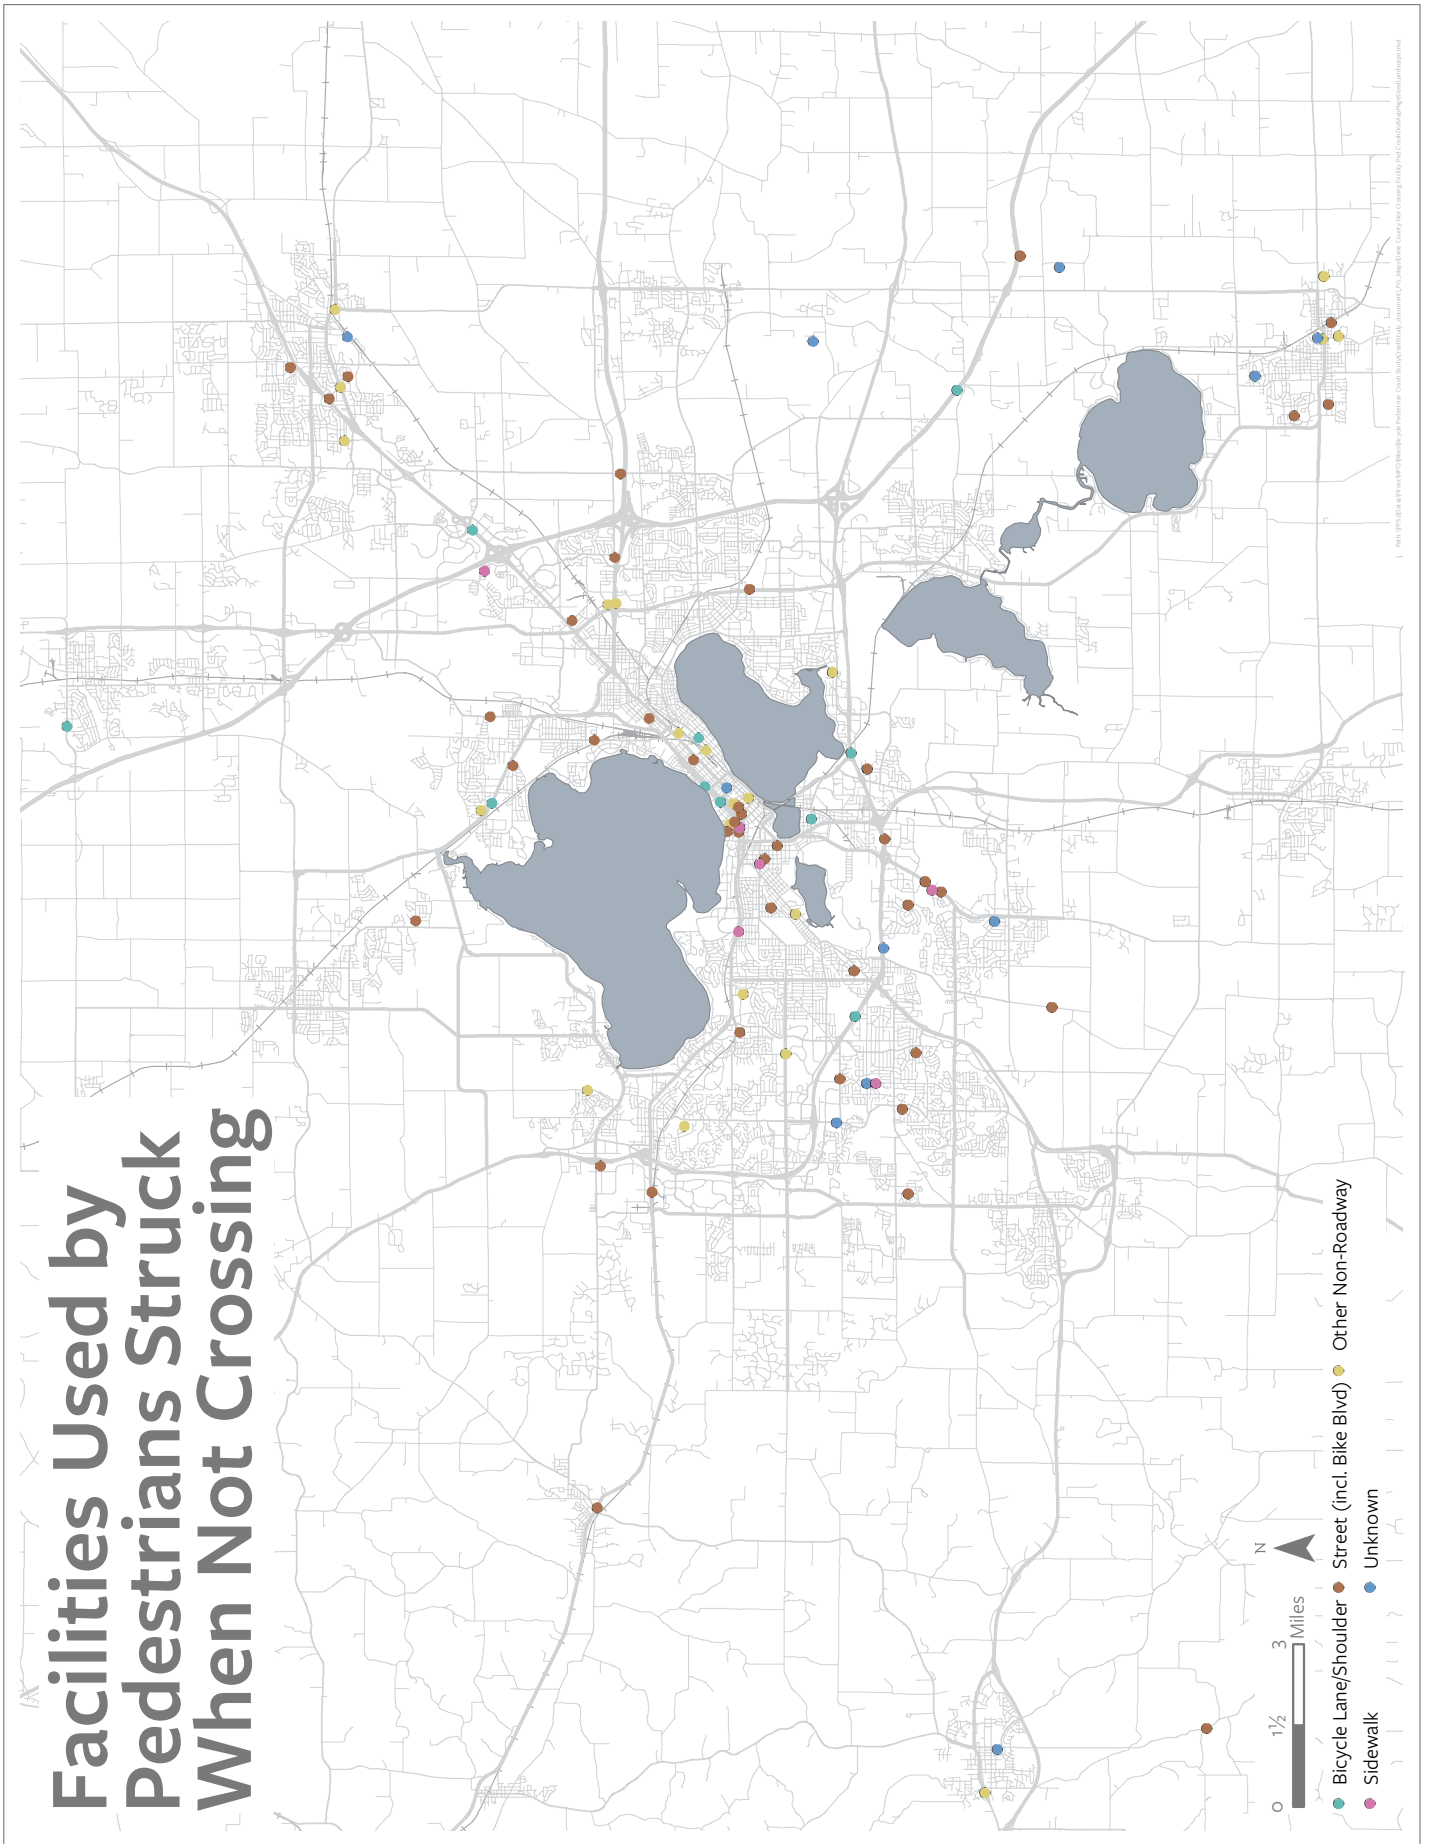 Facilities Used by
Pedestrians Struck
When Not Crossing
N
0 1½ 3
Miles
Bicycle Lane/Shoulder Street (incl. Bike Blvd) Other Non-Roadway
Sidewalk Unknown